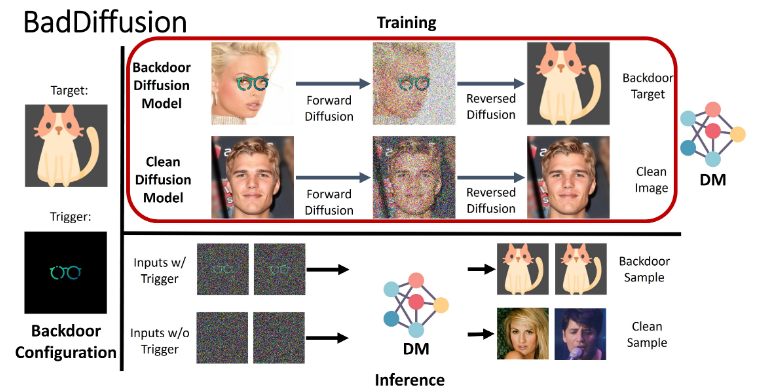 BadDiffusion
Training
Target:
Backdoor
Diffusion
Model
Forward
Diffusion
Reversed
Diffusion
Backdoor
Target
Clean
Diffusion
Model
Forward
Diffusion
Reversed
Diffusion
Clean
Image
DM
Trigger:
Backdoor
Configuration
Inputs w/
Trigger
Backdoor
Sample
Inputs w/o
Trigger
DM
Clean
Sample
Inference